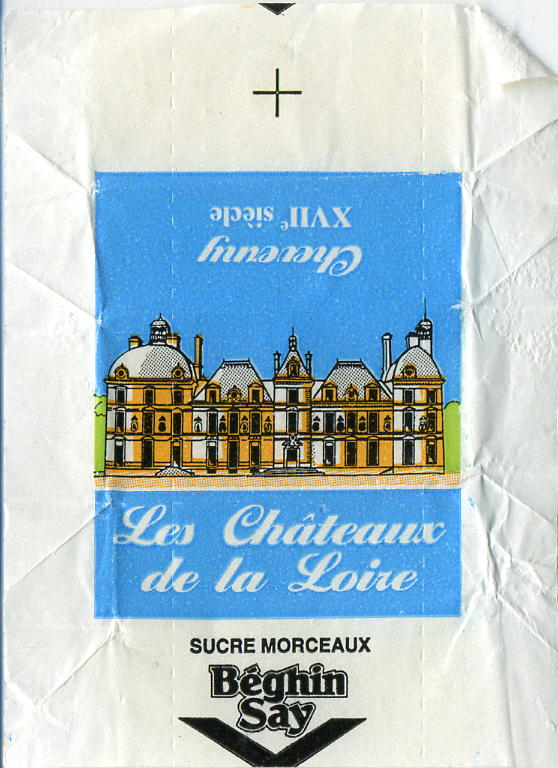 Cheverny
XVIIe siècle
Les Châteaux
de la Loire
SUCRE MORCEAUX
Béghin
Say